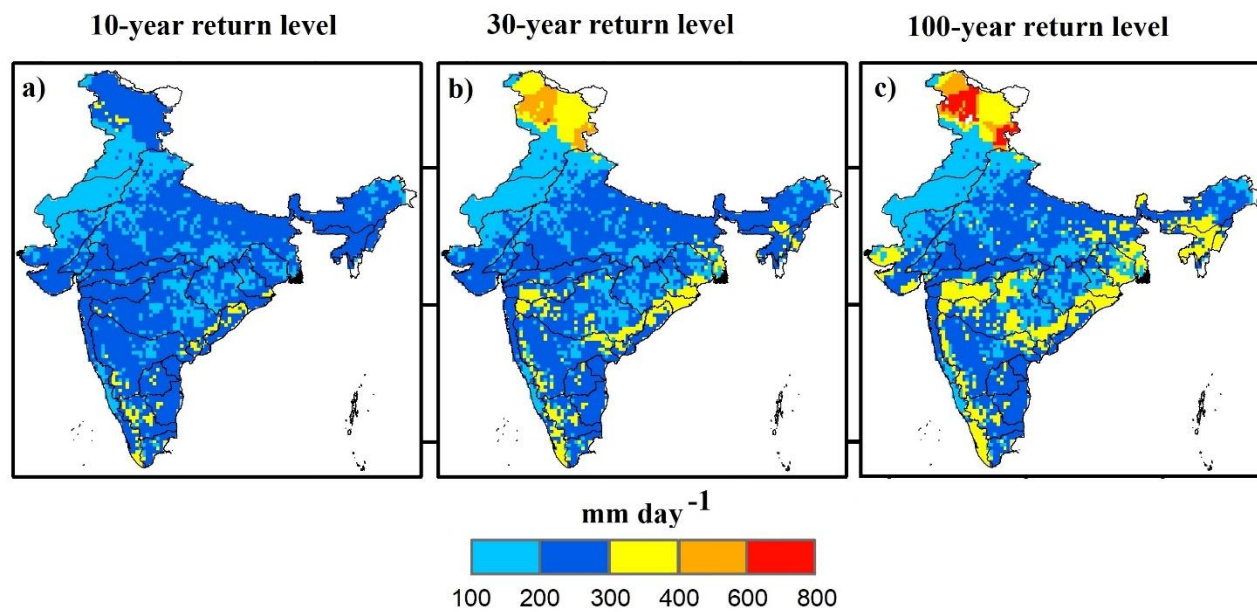 10-year return level 30-year return level 100-year return level
a) b) c)
mm day-1
100 200 300 400 600 800